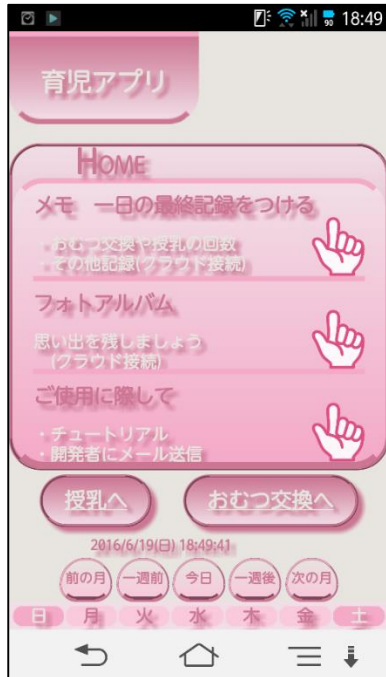 90 18:49
育児アプリ
HOME
メモ 一日の最終記録をつける
・おむつ交換や授乳の回数
・その他記録(クラウド接続)
フォトアルバム
思い出を残しましょう
(クラウド接続)
ご使用に際して
・チュートリアル
・開発者にメール送信
授乳へ おむつ交換へ
2016/6/19(日) 18:49:41
前の月 一週前 今日 一週後 次の月
日 月 火 水 木 金 土